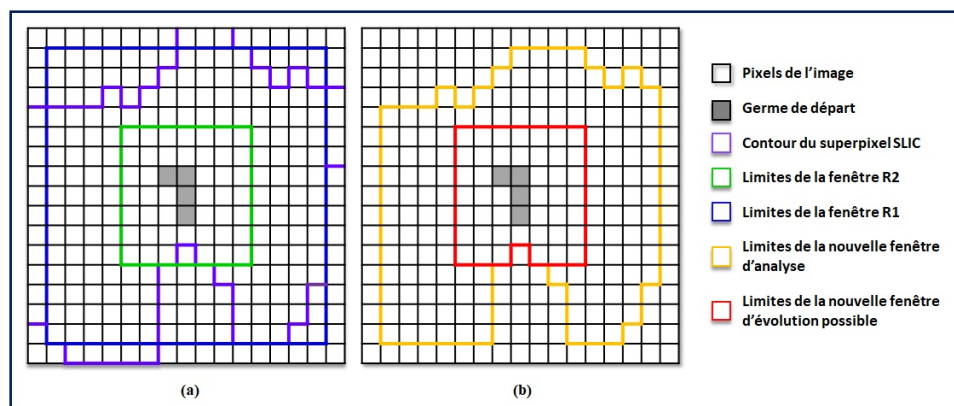 Pixels de l'image
Germe de départ
Contour du superpixel SLIC
Limites de la fenêtre R2
Limites de la fenêtre R1
Limites de la nouvelle fenêtre
d'analyse
Limites de la nouvelle fenêtre
d'évolution possible
(a)
(b)